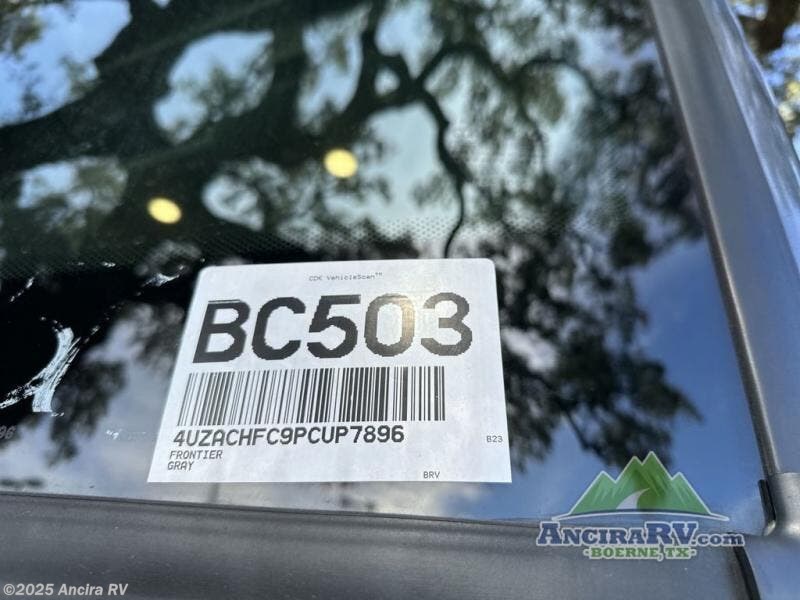 CDK VehicleScan™
BC503
4UZACHFC9PCUP7896
B23
FRONTIER
GRAY
BRV
ANCIRARV.com
BOERNE,TX
©2025 Ancira RV